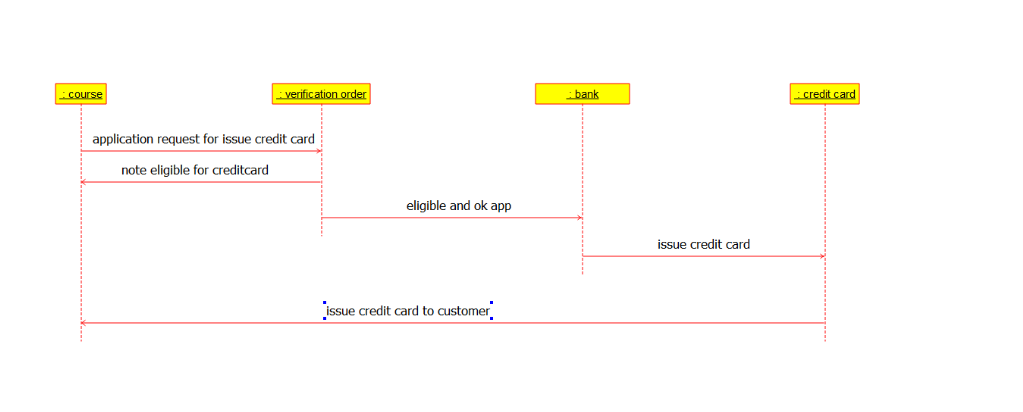 : course
: verification order
: bank
: credit card
application request for issue credit card
note eligible for creditcard
eligible and ok app
issue credit card
issue credit card to customer